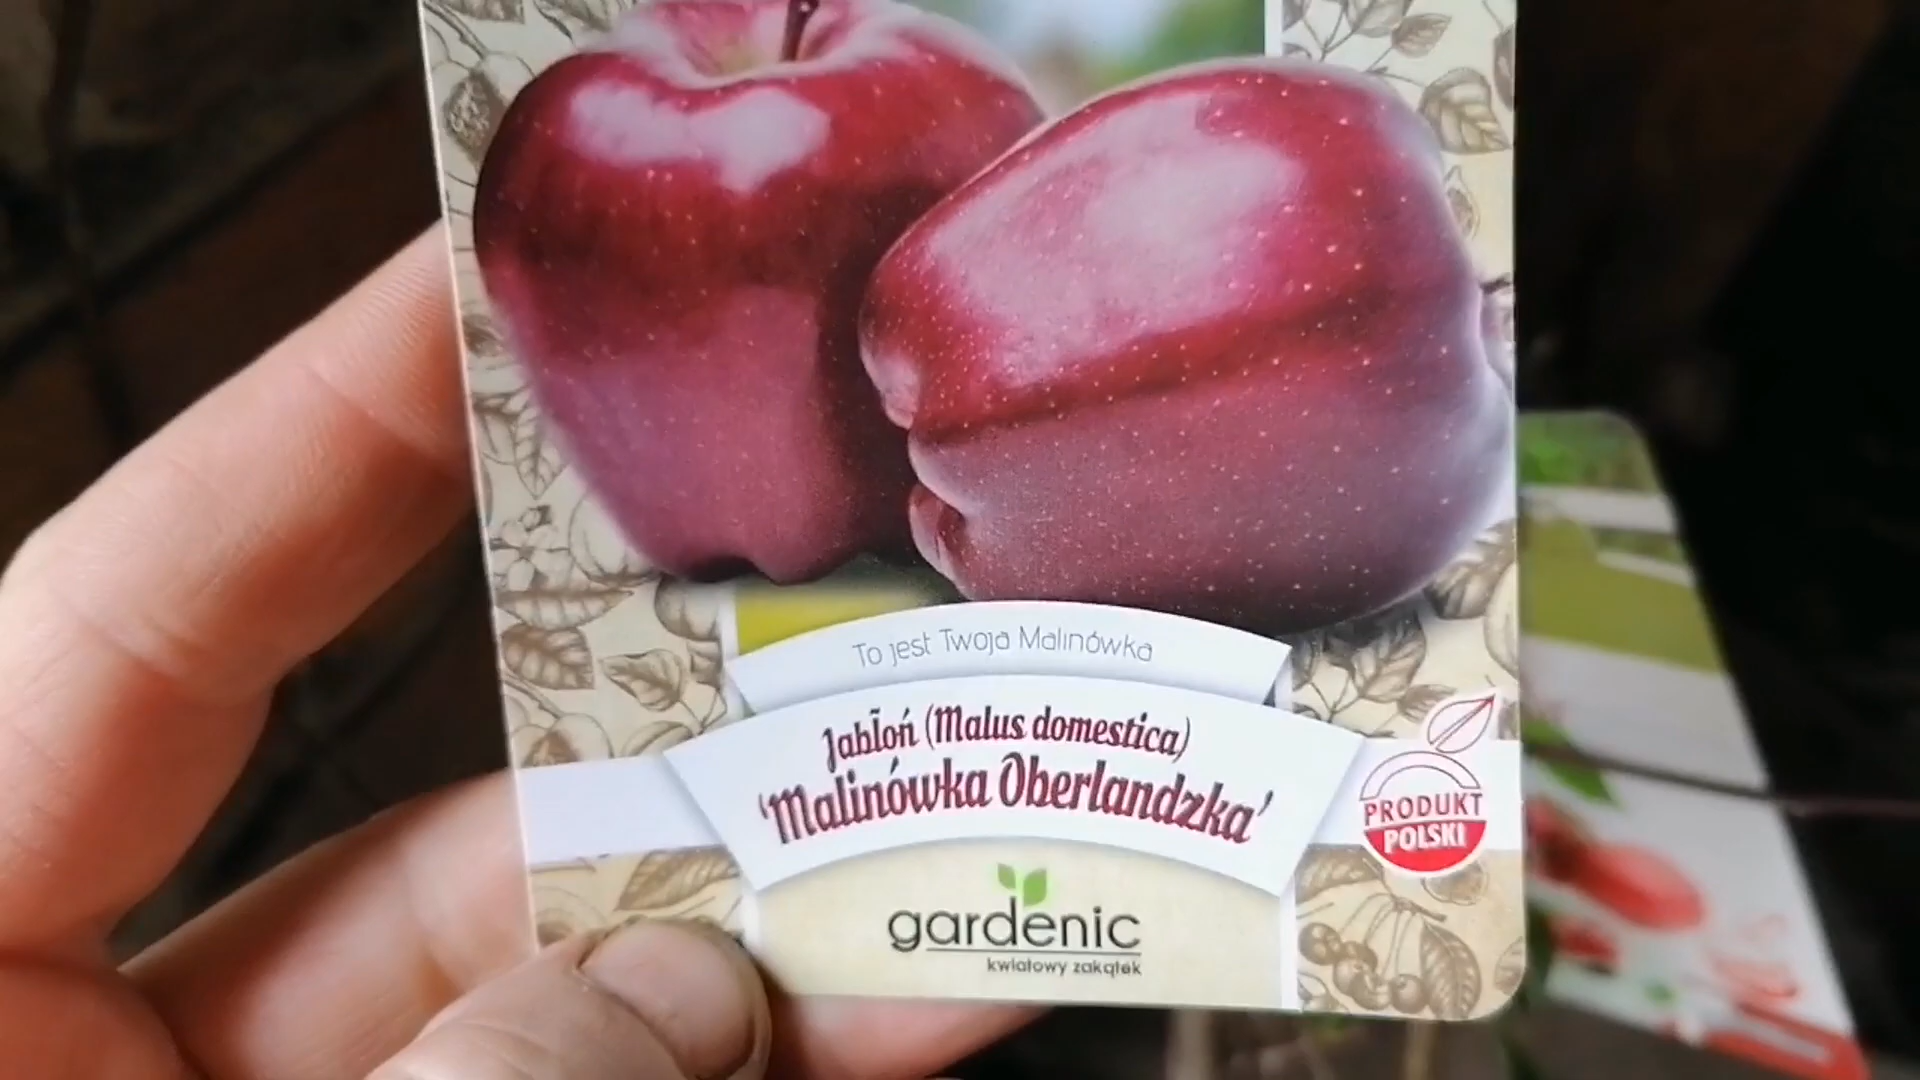 To jest Twoja Malinówka
Jabłoń (Malus domestica)
'Malinówka Oberlandzka'
PRODUKT
POLSKI
gardenic
kwiatowy zakątek